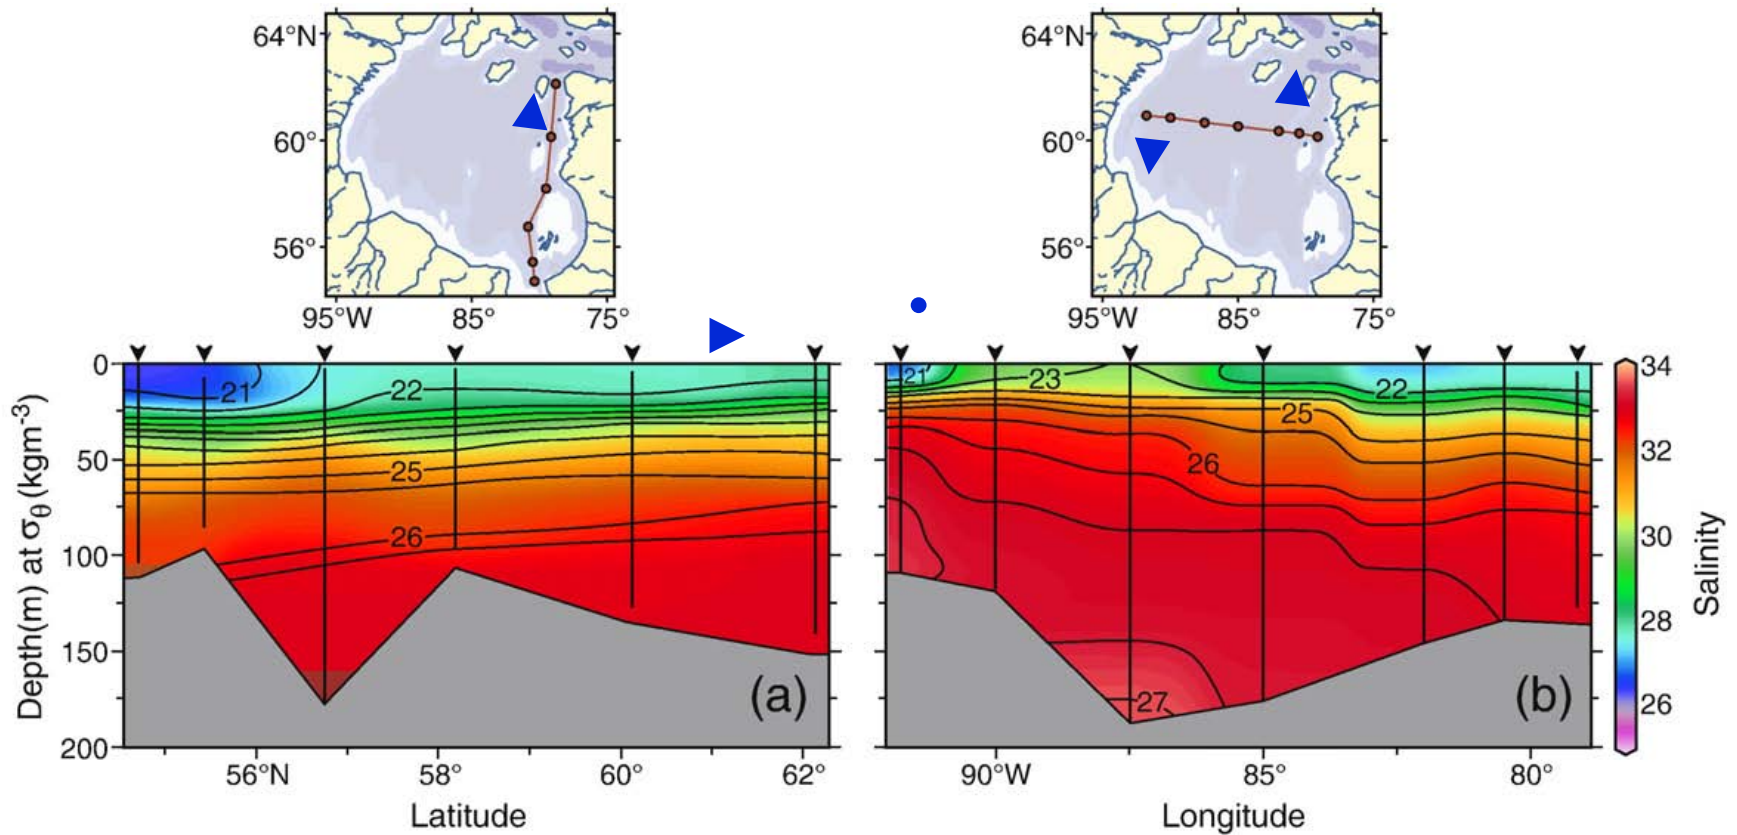 64°N
60°
56°
95°W 85° 75°
64°N
60°
56°
95°W 85° 75°
Depth(m) at σθ (kgm-3)
0
50
100
150
200
21
22
25
26
(a)
56°N 58° 60° 62°
Latitude
21
23
22
25
26
27
(b)
90°W 85° 80°
Longitude
34
32
30
28
26
Salinity